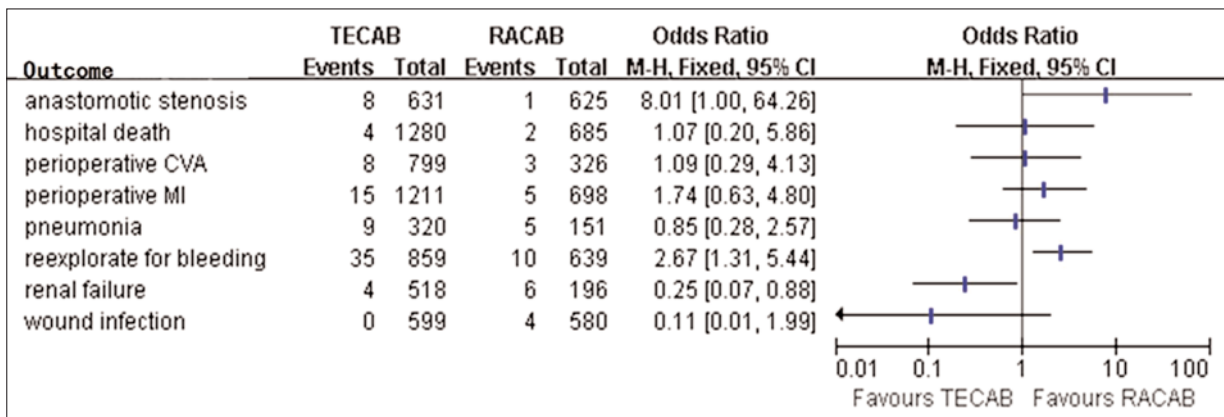 TECAB RACAB Odds Ratio Odds Ratio
Outcome Events Total Events Total M-H, Fixed, 95% CI M-H, Fixed, 95% CI
anastomotic stenosis 8 631 1 625 8.01 [1.00, 64.26]
hospital death 4 1280 2 685 1.07 [0.20, 5.86]
perioperative CVA 8 799 3 326 1.09 [0.29, 4.13]
perioperative MI 15 1211 5 698 1.74 [0.63, 4.80]
pneumonia 9 320 5 151 0.85 [0.28, 2.57]
reexplorate for bleeding 35 859 10 639 2.67 [1.31, 5.44]
renal failure 4 518 6 196 0.25 [0.07, 0.88]
wound infection 0 599 4 580 0.11 [0.01, 1.99]
0.01 0.1 1 10 100
Favours TECAB Favours RACAB